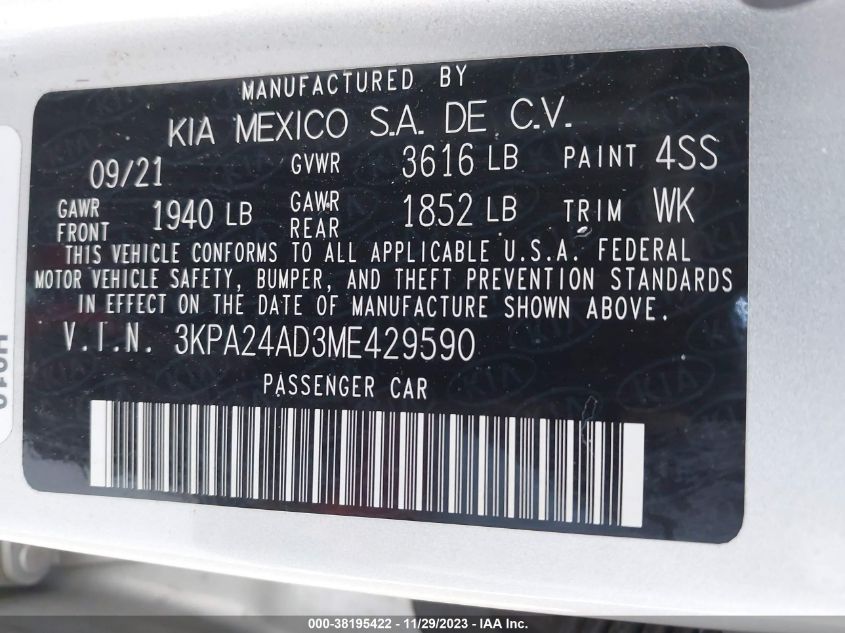 MANUFACTURED BY
KIA MEXICO S.A. DE C.V.
09/21 GVWR 3616 LB PAINT 4SS
GAWR FRONT 1940 LB GAWR REAR 1852 LB TRIM WK
THIS VEHICLE CONFORMS TO ALL APPLICABLE U.S.A. FEDERAL
MOTOR VEHICLE SAFETY, BUMPER, AND THEFT PREVENTION STANDARDS
IN EFFECT ON THE DATE OF MANUFACTURE SHOWN ABOVE.
V.I.N. 3KPA24AD3ME429590
PASSENGER CAR
000-38195422 - 11/29/2023 - IAA Inc.